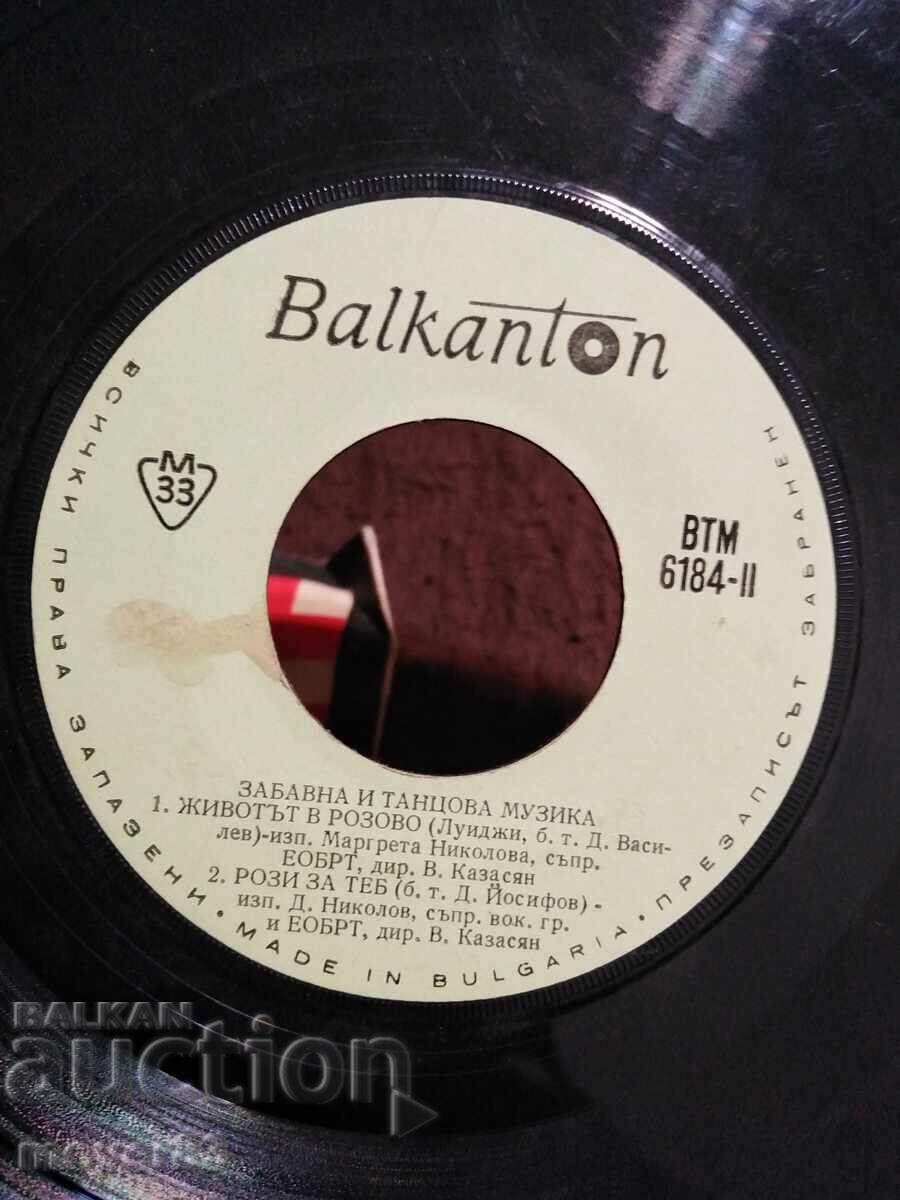 Balkanton
M
33
ВТМ
6184-II
ЗАБАВНА И ТАНЦОВА МУЗИКА
1. ЖИВОТЪТ В РОЗОВО (Луиджи, б. т. Д. Васи-
лев)-изп. Маргрета Николова, съпр.
ЕОБРТ, дир. В. Казасян
2. РОЗИ ЗА ТЕБ (б. т. Д. Йосифов) -
изп. Д. Николов, съпр. вок. гр.
и ЕОБРТ, дир. В. Казасян
ВСИЧКИ ПРАВА ЗАПАЗЕНИ · MADE IN BULGARIA · ПРЕЗАПИСЪТ ЗАБРАНЕН
BALKAN
auction